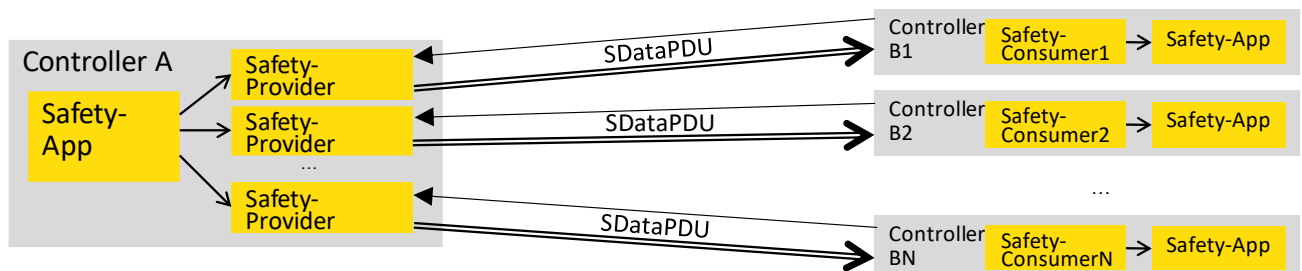 Controller A
Safety-
App
Safety-
Provider
Safety-
Provider
...
Safety-
Provider
SDataPDU
SDataPDU
SDataPDU
Controller
B1
Safety-
Consumer1
Safety-App
Controller
B2
Safety-
Consumer2
Safety-App
...
Controller
BN
Safety-
ConsumerN
Safety-App